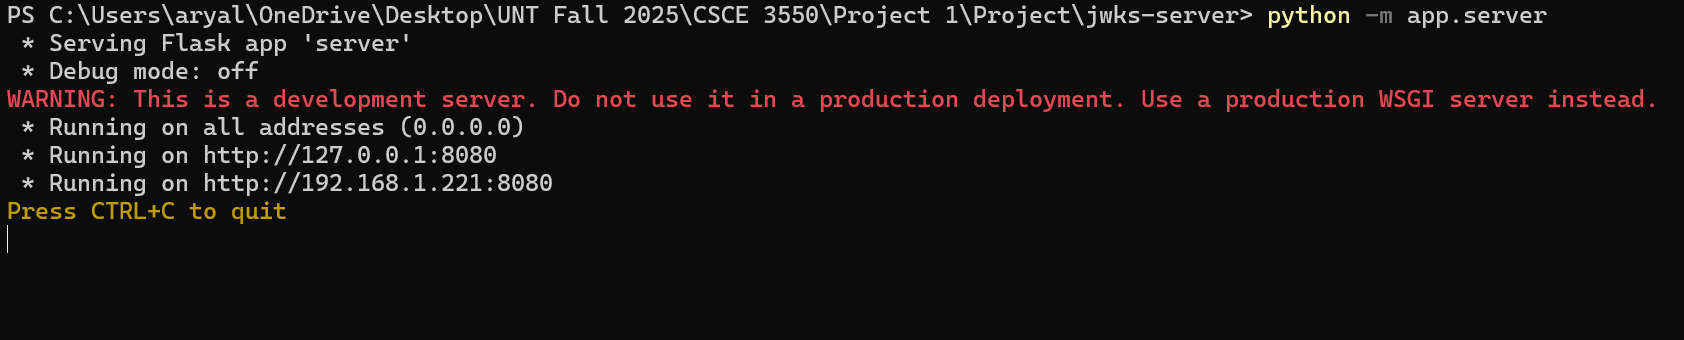 PS C:\Users\aryal\OneDrive\Desktop\UNT Fall 2025\CSCE 3550\Project 1\Project\jwks-server> python -m app.server
 * Serving Flask app 'server'
 * Debug mode: off
WARNING: This is a development server. Do not use it in a production deployment. Use a production WSGI server instead.
 * Running on all addresses (0.0.0.0)
 * Running on http://127.0.0.1:8080
 * Running on http://192.168.1.221:8080
Press CTRL+C to quit